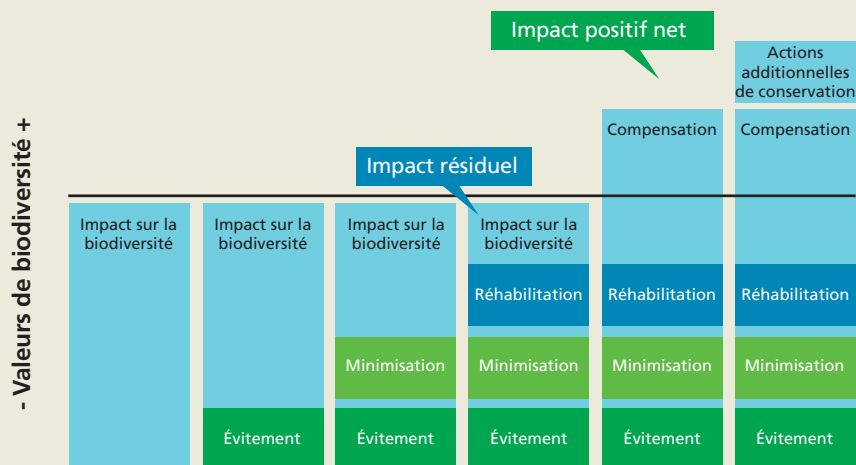 Impact positif net
Actions
additionnelles
de conservation
Compensation
Compensation
Impact résiduel
- Valeurs de biodiversité +
Impact sur la
biodiversité
Impact sur la
biodiversité
Impact sur la
biodiversité
Impact sur la
biodiversité
Réhabilitation
Réhabilitation
Réhabilitation
Minimisation
Minimisation
Minimisation
Minimisation
Évitement
Évitement
Évitement
Évitement
Évitement